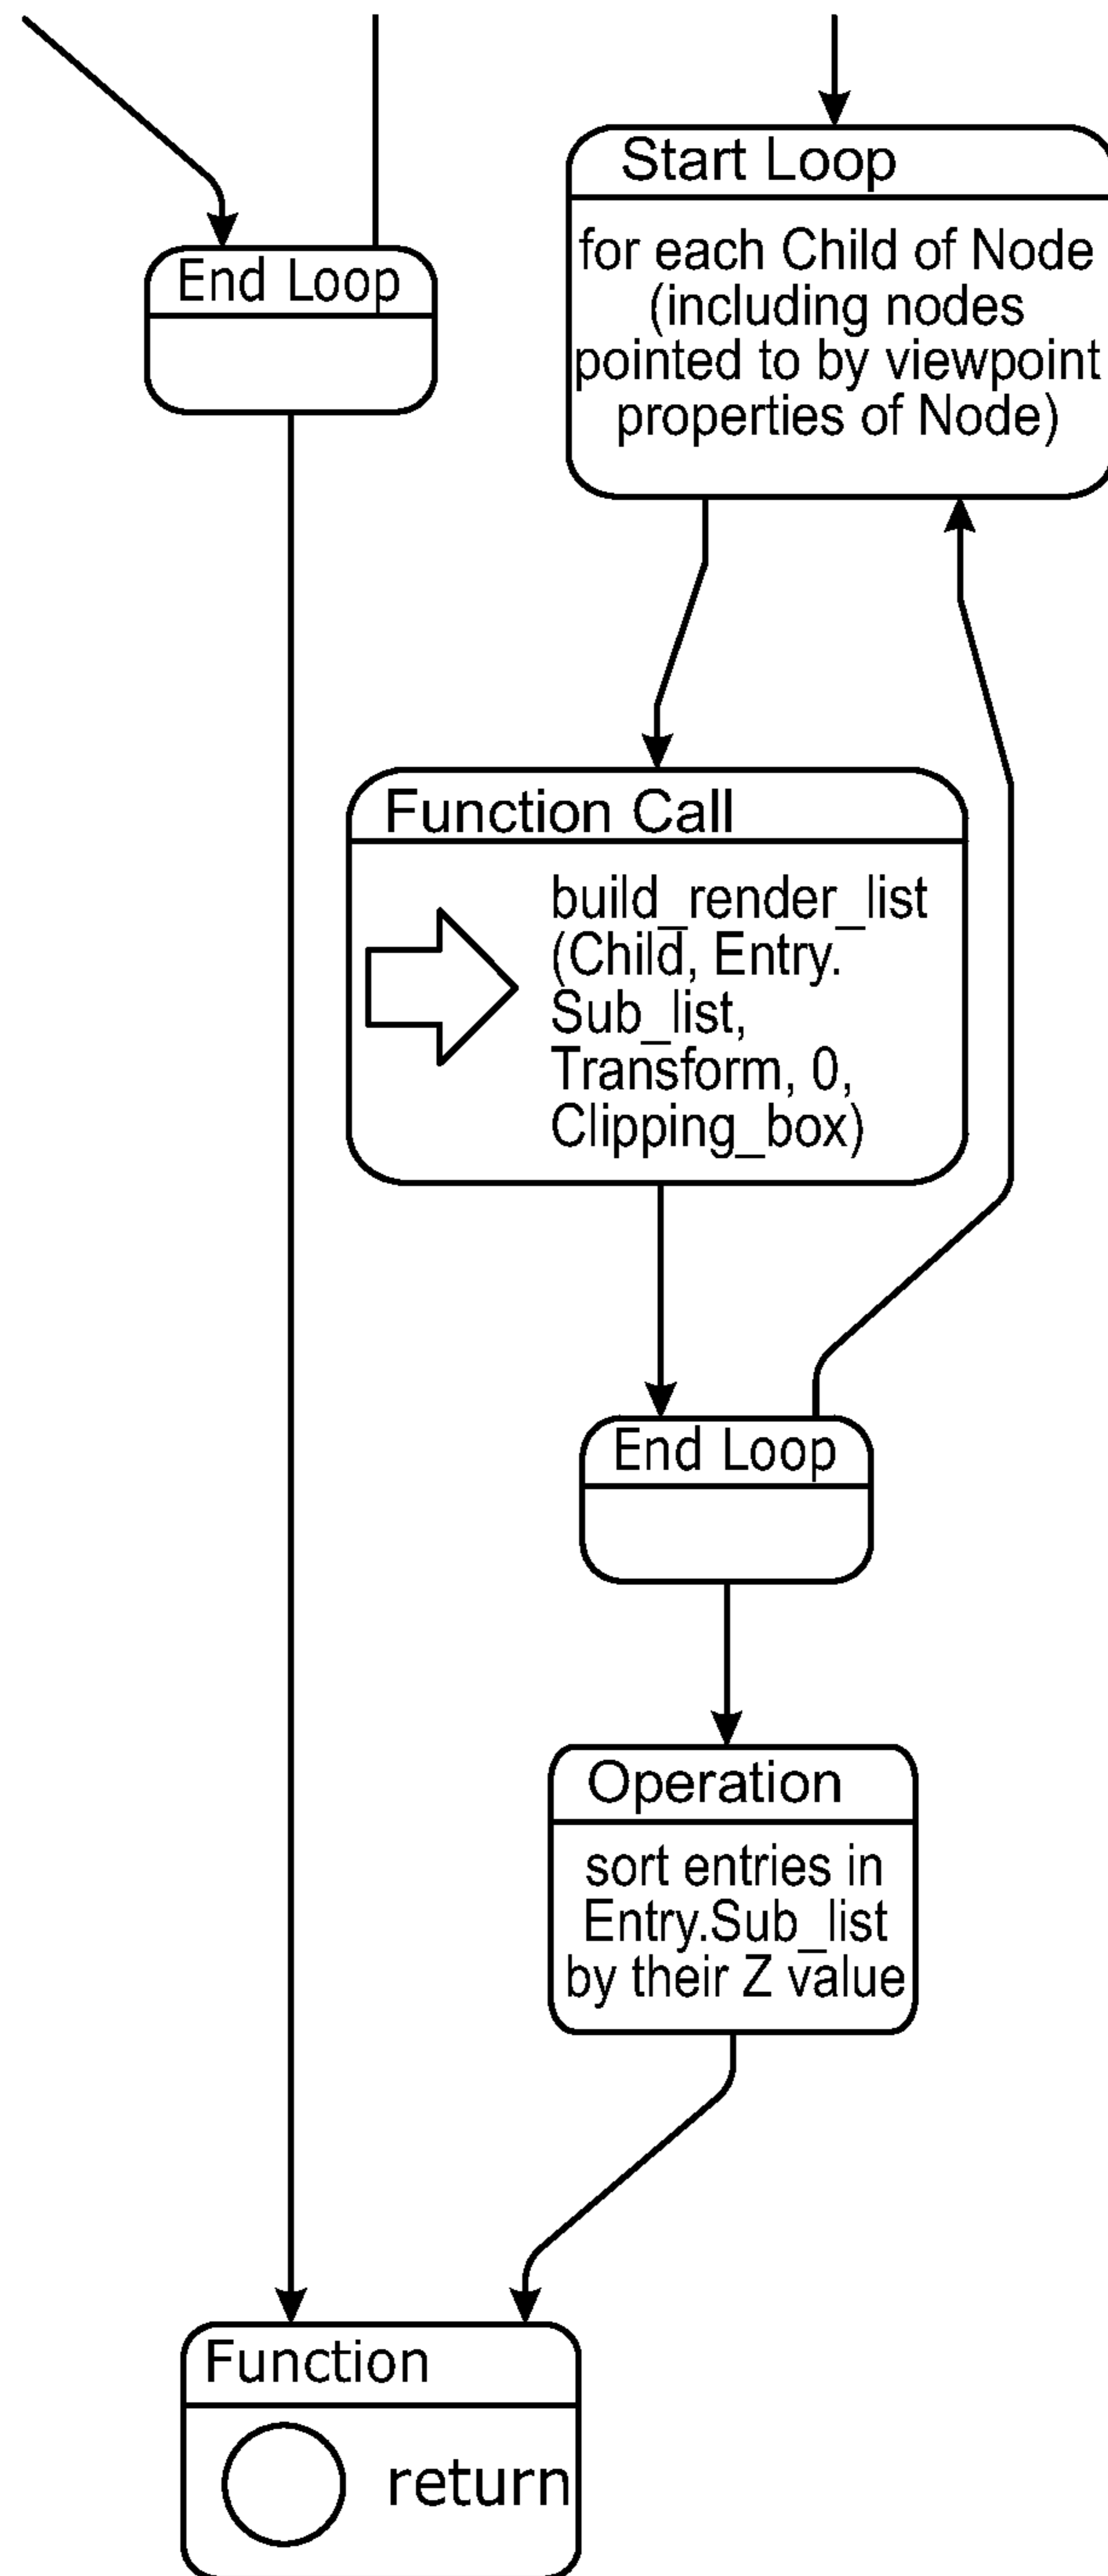 End Loop
Start Loop
for each Child of Node
(including nodes
pointed to by viewpoint
properties of Node)
Function Call
build_render_list
(Child, Entry.
Sub_list,
Transform, 0,
Clipping_box)
End Loop
Operation
sort entries in
Entry.Sub_list
by their Z value
Function
return